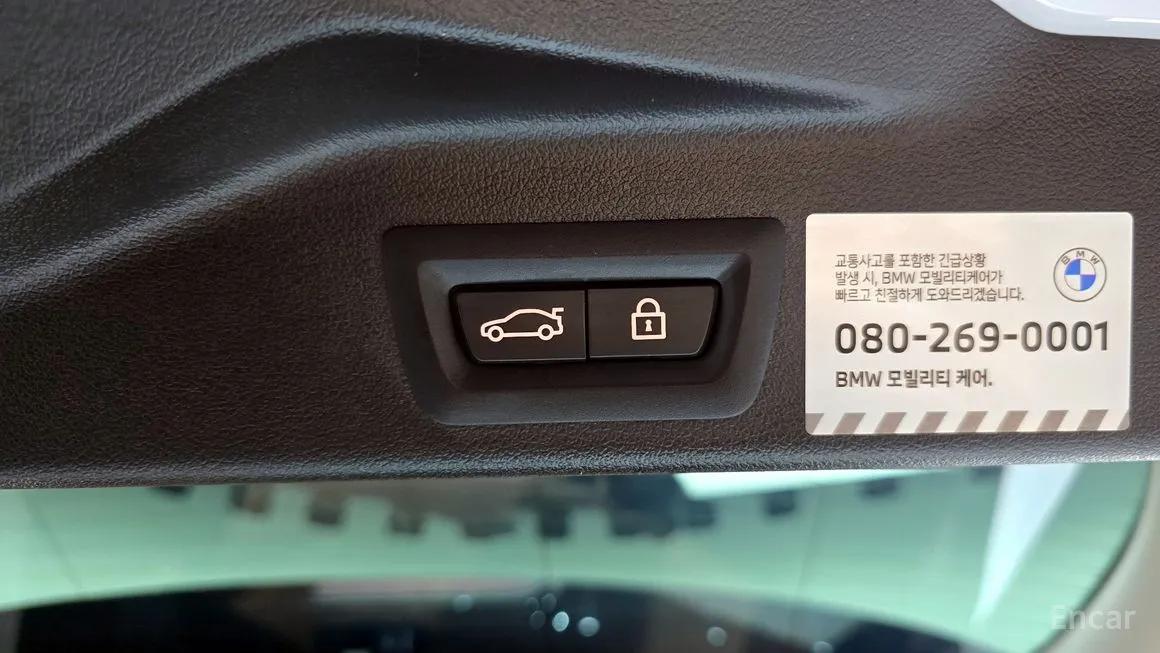 교통사고를 포함한 긴급상황
발생 시, BMW 모빌리티케어가
빠르고 친절하게 도와드리겠습니다.
BMW
080-269-0001
BMW 모빌리티 케어.
Encar